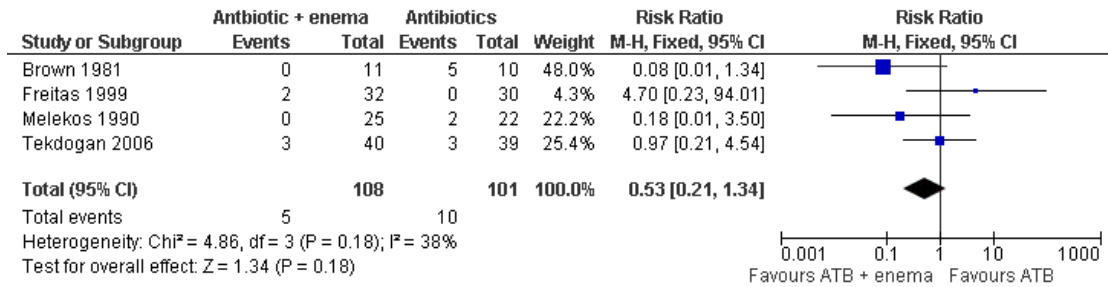 Antbiotic + enema Antibiotics Risk Ratio Risk Ratio
Study or Subgroup Events Total Events Total Weight M-H, Fixed, 95% CI M-H, Fixed, 95% CI
Brown 1981 0 11 5 10 48.0% 0.08 [0.01, 1.34]
Freitas 1999 2 32 0 30 4.3% 4.70 [0.23, 94.01]
Melekos 1990 0 25 2 22 22.2% 0.18 [0.01, 3.50]
Tekdogan 2006 3 40 3 39 25.4% 0.97 [0.21, 4.54]
Total (95% CI) 108 101 100.0% 0.53 [0.21, 1.34]
Total events 5 10
Heterogeneity: Chi² = 4.86, df = 3 (P = 0.18); I² = 38%
Test for overall effect: Z = 1.34 (P = 0.18)
0.001 0.1 1 10 1000
Favours ATB + enema Favours ATB